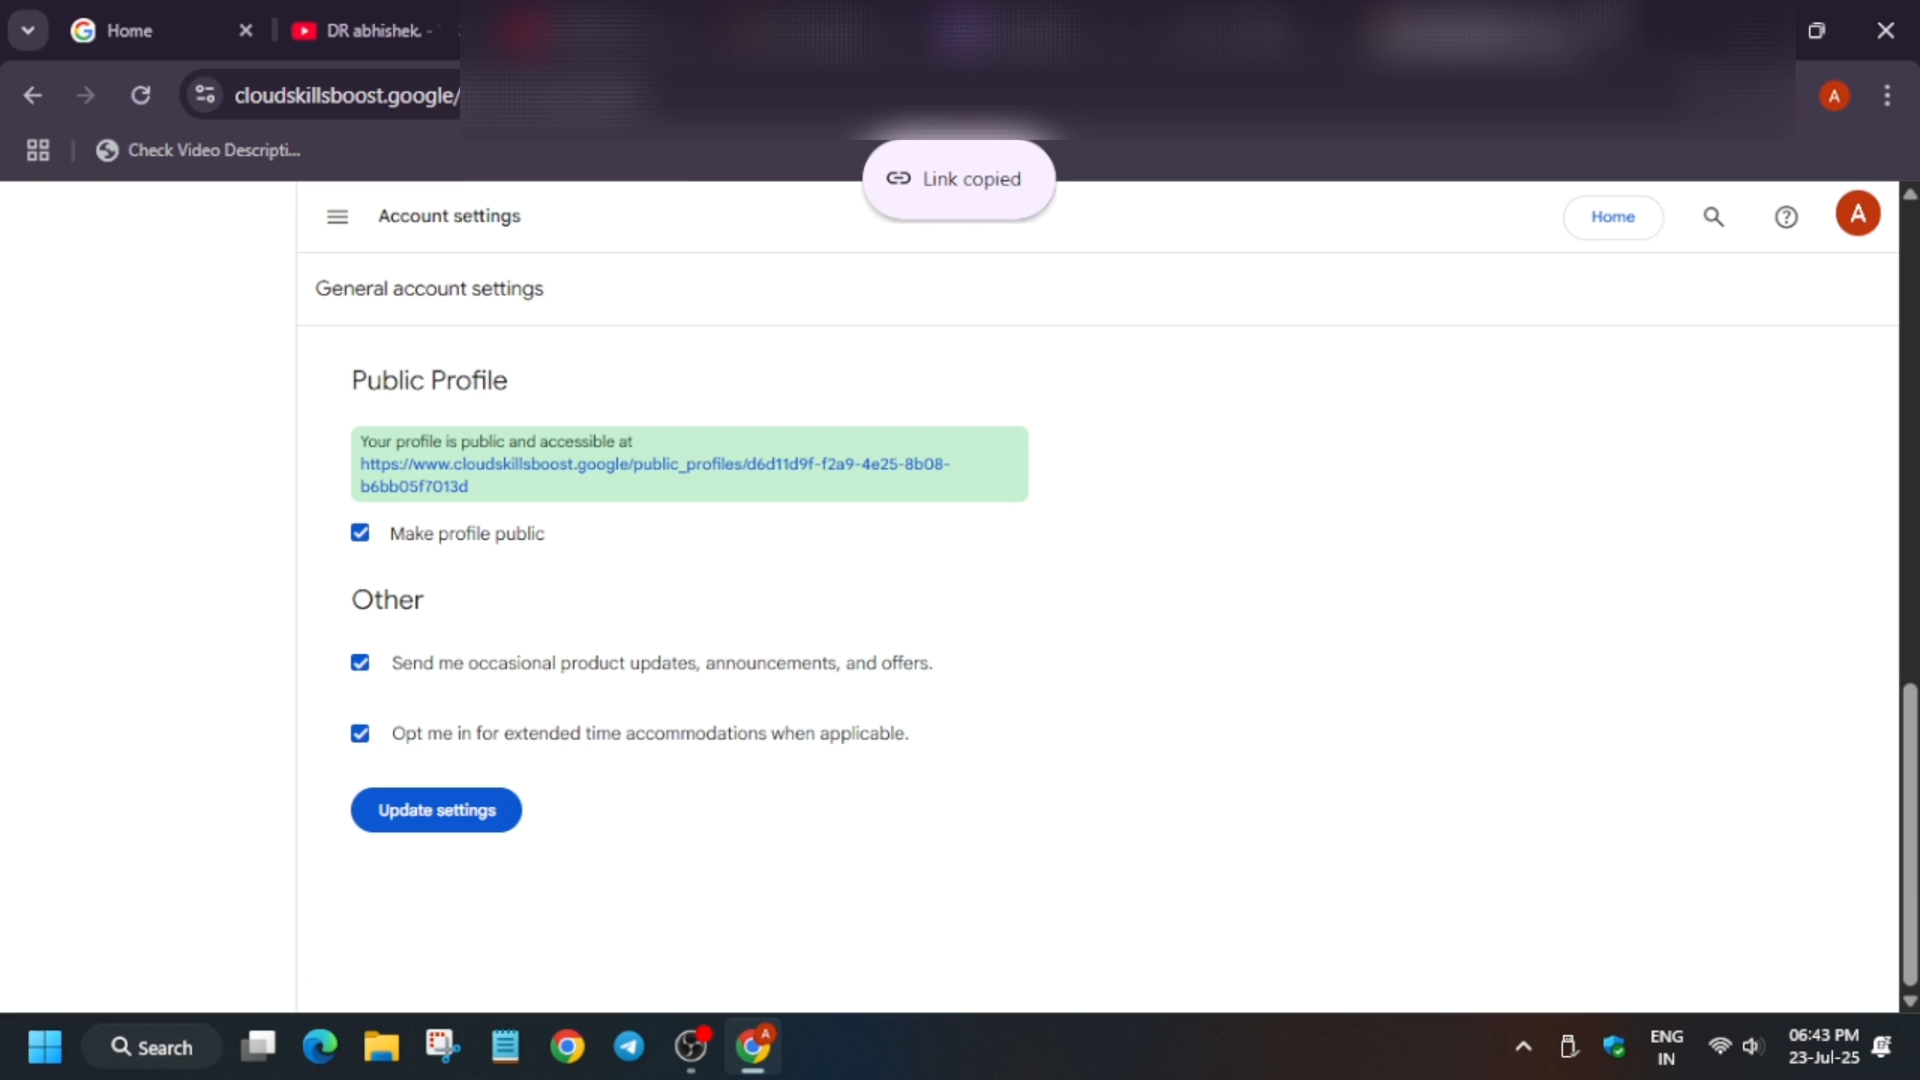 Home
DR abhishek. -
cloudskillsboost.google/
A
Check Video Descripti...
Link copied
Account settings
Home
A
General account settings
Public Profile
Your profile is public and accessible at
https://www.cloudskillsboost.google/public_profiles/d6d11d9f-f2a9-4e25-8b08-
b6bb05f7013d
Make profile public
Other
Send me occasional product updates, announcements, and offers.
Opt me in for extended time accommodations when applicable.
Update settings
Search
A
ENG
IN
06:43 PM
23-Jul-25